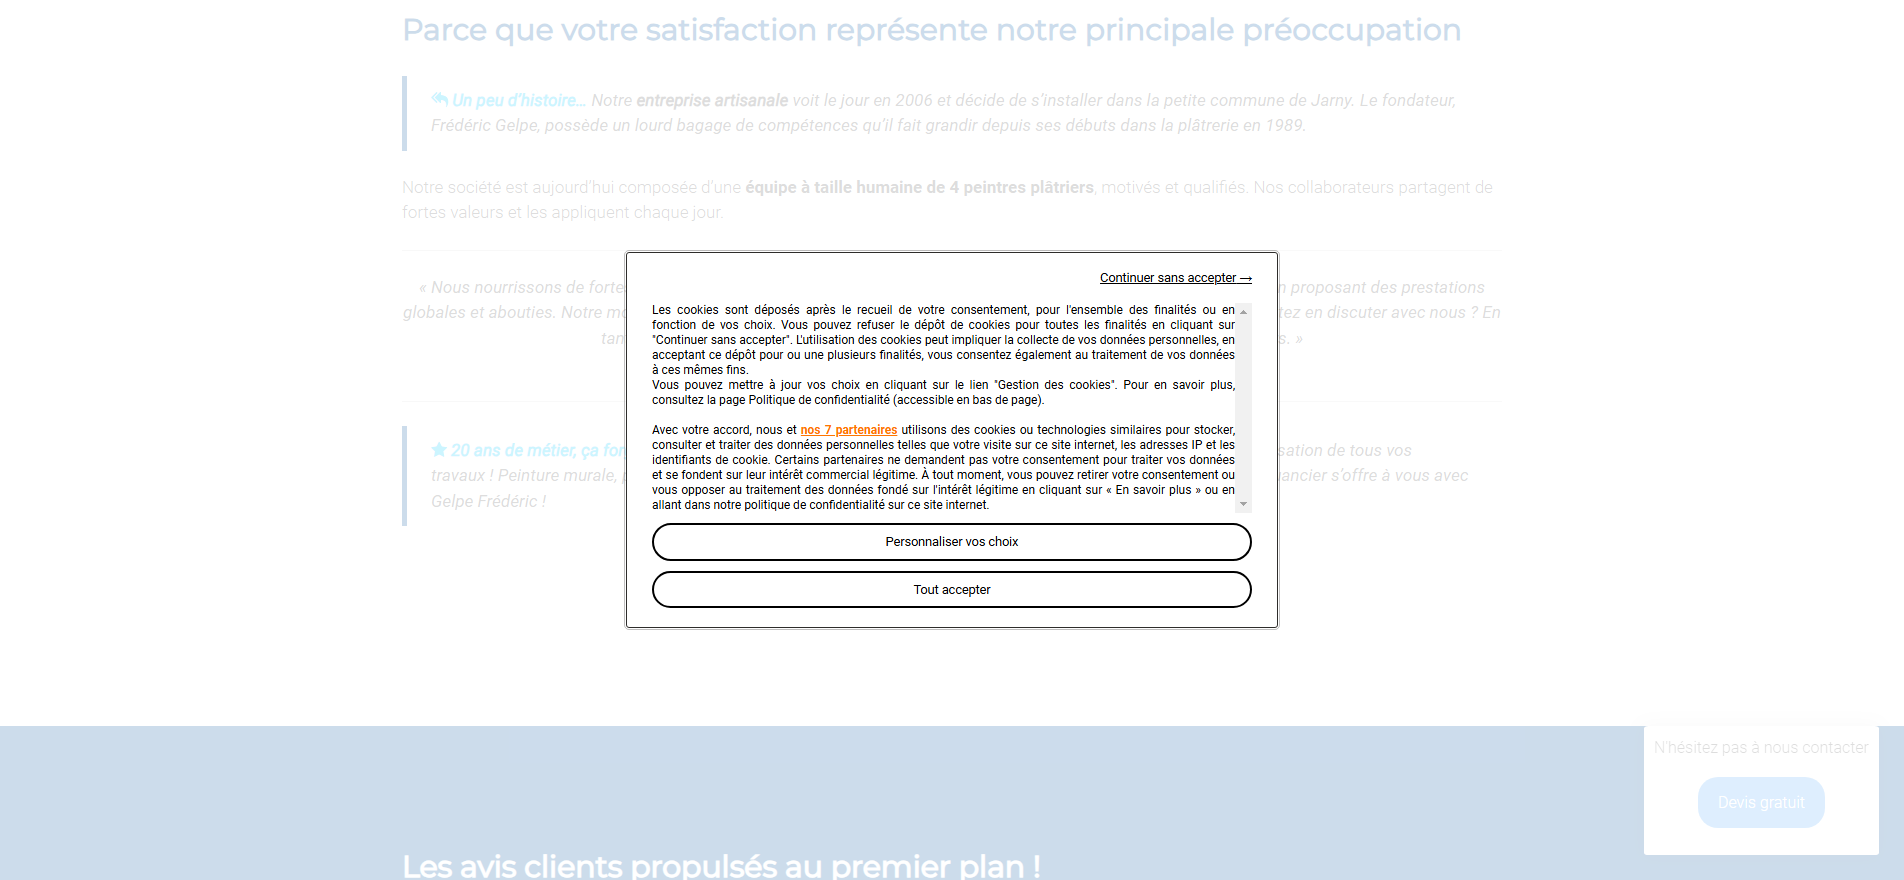 Parce que votre satisfaction représente notre principale préoccupation
Un peu d’histoire… Notre entreprise artisanale voit le jour en 2006 et décide de s’installer dans la petite commune de Jarny. Le fondateur,
Frédéric Gelpe, possède un lourd bagage de compétences qu’il fait grandir depuis ses débuts dans la plâtrerie en 1989.
Notre société est aujourd’hui composée d’une équipe à taille humaine de 4 peintres plâtriers, motivés et qualifiés. Nos collaborateurs partagent de
fortes valeurs et les appliquent chaque jour.
« Nous nourrissons de forte
n proposant des prestations
globales et abouties. Notre
tez en discuter avec nous ? En
s. »
20 ans de métier, ça
sation de tous vos
travaux ! Peinture murale,
ancier s’offre à vous avec
Gelpe Frédéric !
Continuer sans accepter →
Les cookies sont déposés après le recueil de votre consentement, pour l'ensemble des finalités ou en
fonction de vos choix. Vous pouvez refuser le dépôt de cookies pour toutes les finalités en cliquant sur
"Continuer sans accepter". L'utilisation des cookies peut impliquer la collecte de vos données personnelles, en
acceptant ce dépôt pour ou une plusieurs finalités, vous consentez également au traitement de vos données
à ces mêmes fins.
Vous pouvez mettre à jour vos choix en cliquant sur le lien "Gestion des cookies". Pour en savoir plus,
consultez la page Politique de confidentialité (accessible en bas de page).
Avec votre accord, nous et nos 7 partenaires utilisons des cookies ou technologies similaires pour stocker,
consulter et traiter des données personnelles telles que votre visite sur ce site internet, les adresses IP et les
identifiants de cookie. Certains partenaires ne demandent pas votre consentement pour traiter vos données
et se fondent sur leur intérêt commercial légitime. À tout moment, vous pouvez retirer votre consentement ou
vous opposer au traitement des données fondé sur l'intérêt légitime en cliquant sur « En savoir plus » ou en
allant dans notre politique de confidentialité sur ce site internet.
Personnaliser vos choix
Tout accepter
N'hésitez pas à nous contacter
Devis gratuit
Les avis clients propulsés au premier plan !